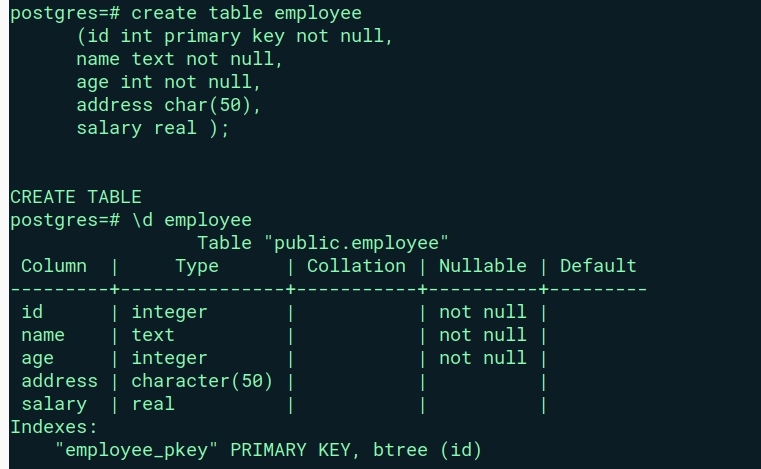 postgres=# create table employee
      (id int primary key not null,
      name text not null,
      age int not null,
      address char(50),
      salary real );
CREATE TABLE
postgres=# \d employee
                 Table "public.employee"
 Column  |     Type      | Collation | Nullable | Default
---------+---------------+-----------+----------+---------
 id      | integer       |           | not null |
 name    | text          |           | not null |
 age     | integer       |           | not null |
 address | character(50) |           |          |
 salary  | real          |           |          |
Indexes:
    "employee_pkey" PRIMARY KEY, btree (id)